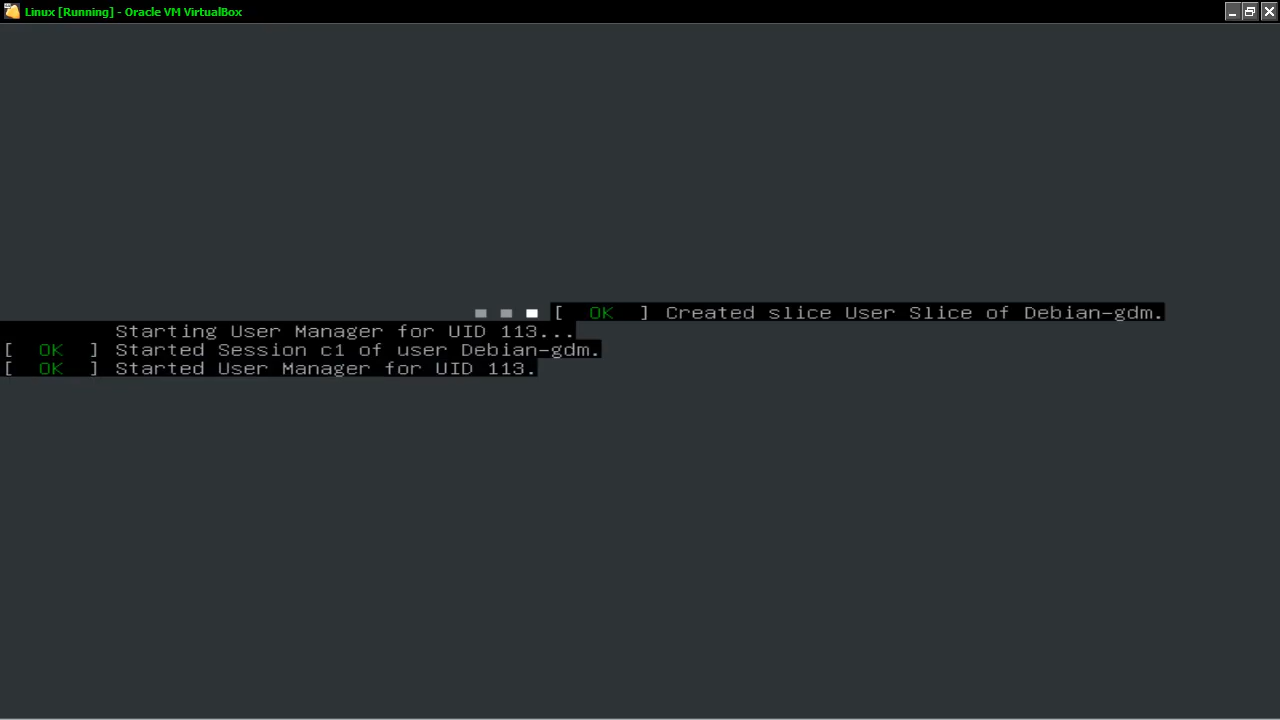 Linux [Running] - Oracle VM VirtualBox
[  OK  ] Created slice User Slice of Debian-gdm.
Starting User Manager for UID 113...
[  OK  ] Started Session c1 of user Debian-gdm.
[  OK  ] Started User Manager for UID 113.